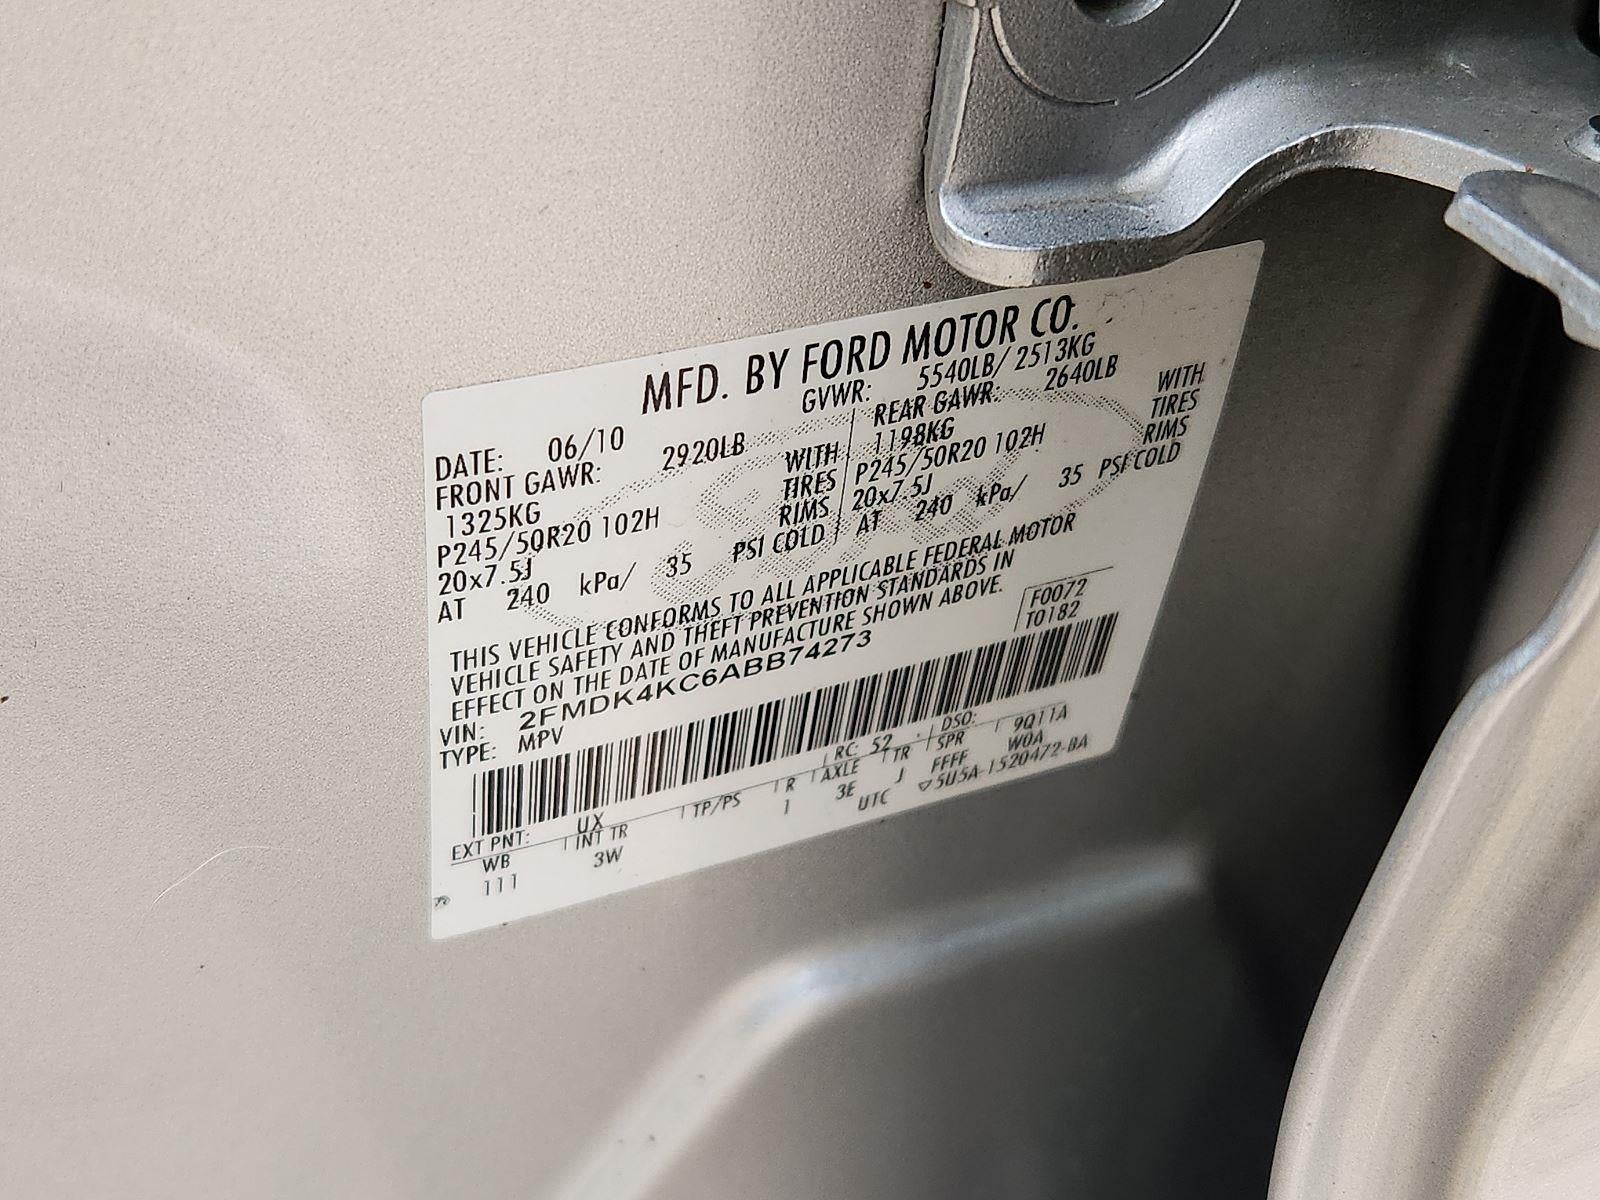 MFD. BY FORD MOTOR CO.
DATE: 06/10 GVWR: 5540LB/ 2513KG
FRONT GAWR: 2920LB REAR GAWR: 2640LB
1325KG WITH 1198KG WITH
P245/50R20 102H TIRES P245/50R20 102H TIRES
20x7.5J RIMS 20x7.5J RIMS
AT 240 kPa/ 35 PSI COLD AT 240 kPa/ 35 PSI COLD
THIS VEHICLE CONFORMS TO ALL APPLICABLE FEDERAL MOTOR
VEHICLE SAFETY AND THEFT PREVENTION STANDARDS IN
EFFECT ON THE DATE OF MANUFACTURE SHOWN ABOVE.
F0072
T0182
VIN: 2FMDK4KC6ABB74273
TYPE: MPV
EXT PNT: UX RC: 52 DSO: 9Q11A
WB INT TR TP/PS R AXLE TR SPR W0A
111 3W 1 3E J FFFF
UTC ▽5U5A-1520472-BA